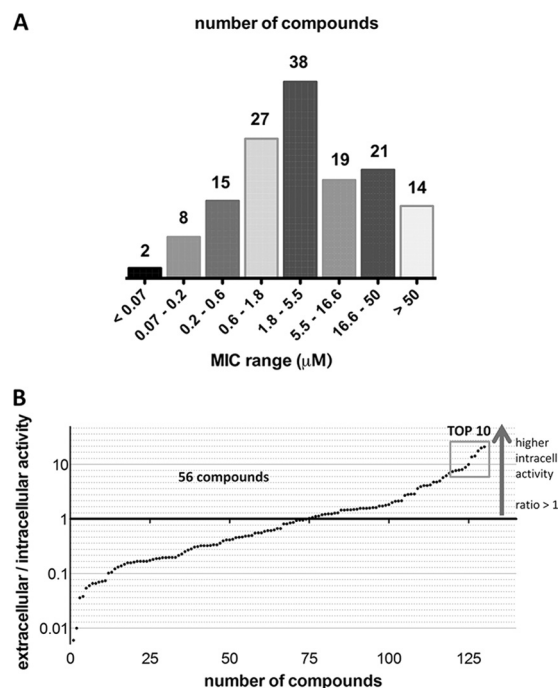 A
number of compounds
2
8
15
27
38
19
21
14
< 0.07
0.07 - 0.2
0.2 - 0.6
0.6 - 1.8
1.8 - 5.5
5.5 - 16.6
16.6 - 50
> 50
MIC range (μM)
B
extracellular / intracellular activity
10
1
0.1
0.01
56 compounds
TOP 10
higher
intracell
activity
ratio > 1
0
25
50
75
100
125
number of compounds